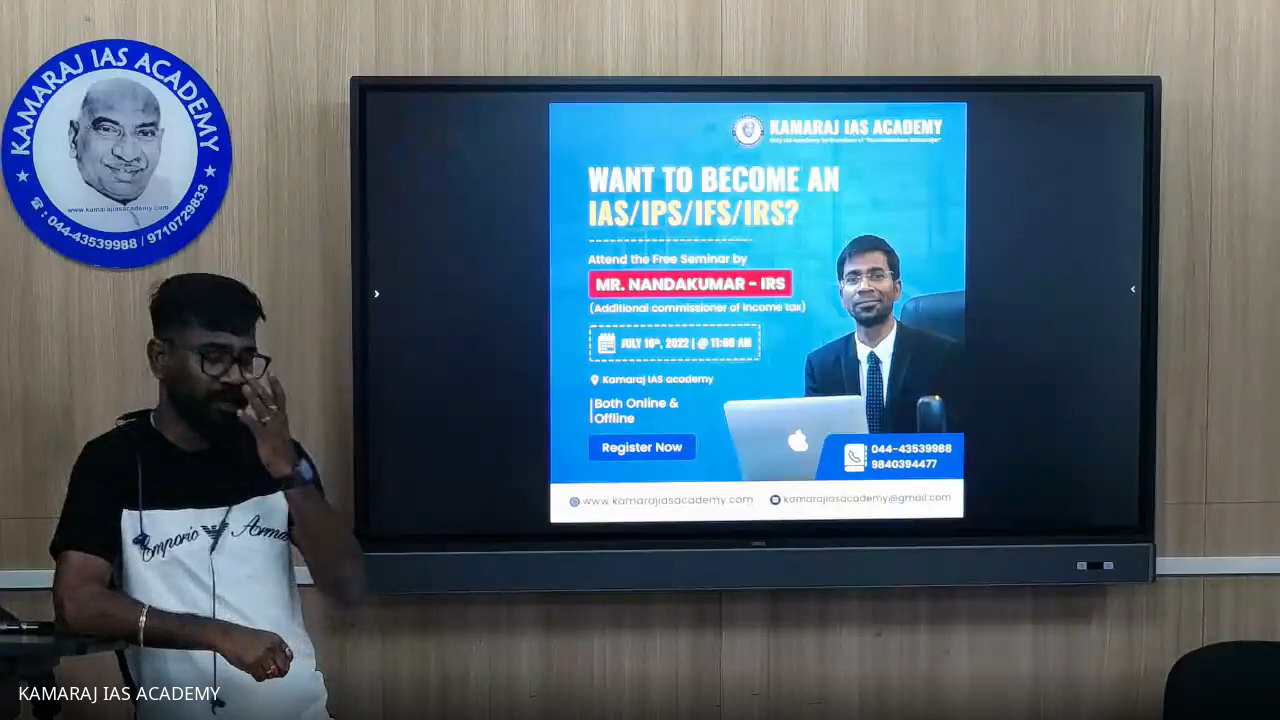 KAMARAJ IAS ACADEMY
www.kamarajiasacademy.com
044-43539988 / 9710729833
KAMARAJ IAS ACADEMY
WANT TO BECOME AN
IAS/IPS/IFS/IRS?
Attend the Free Seminar by
MR. NANDAKUMAR - IRS
(Additional commissioner of income tax)
JULY 10th, 2022 | @ 11:00 AM
Kamaraj IAS academy
Both Online &
Offline
Register Now
044-43539988
9840394477
www.kamarajiasacademy.com
kamarajiasacademy@gmail.com
Emporio Arma
KAMARAJ IAS ACADEMY